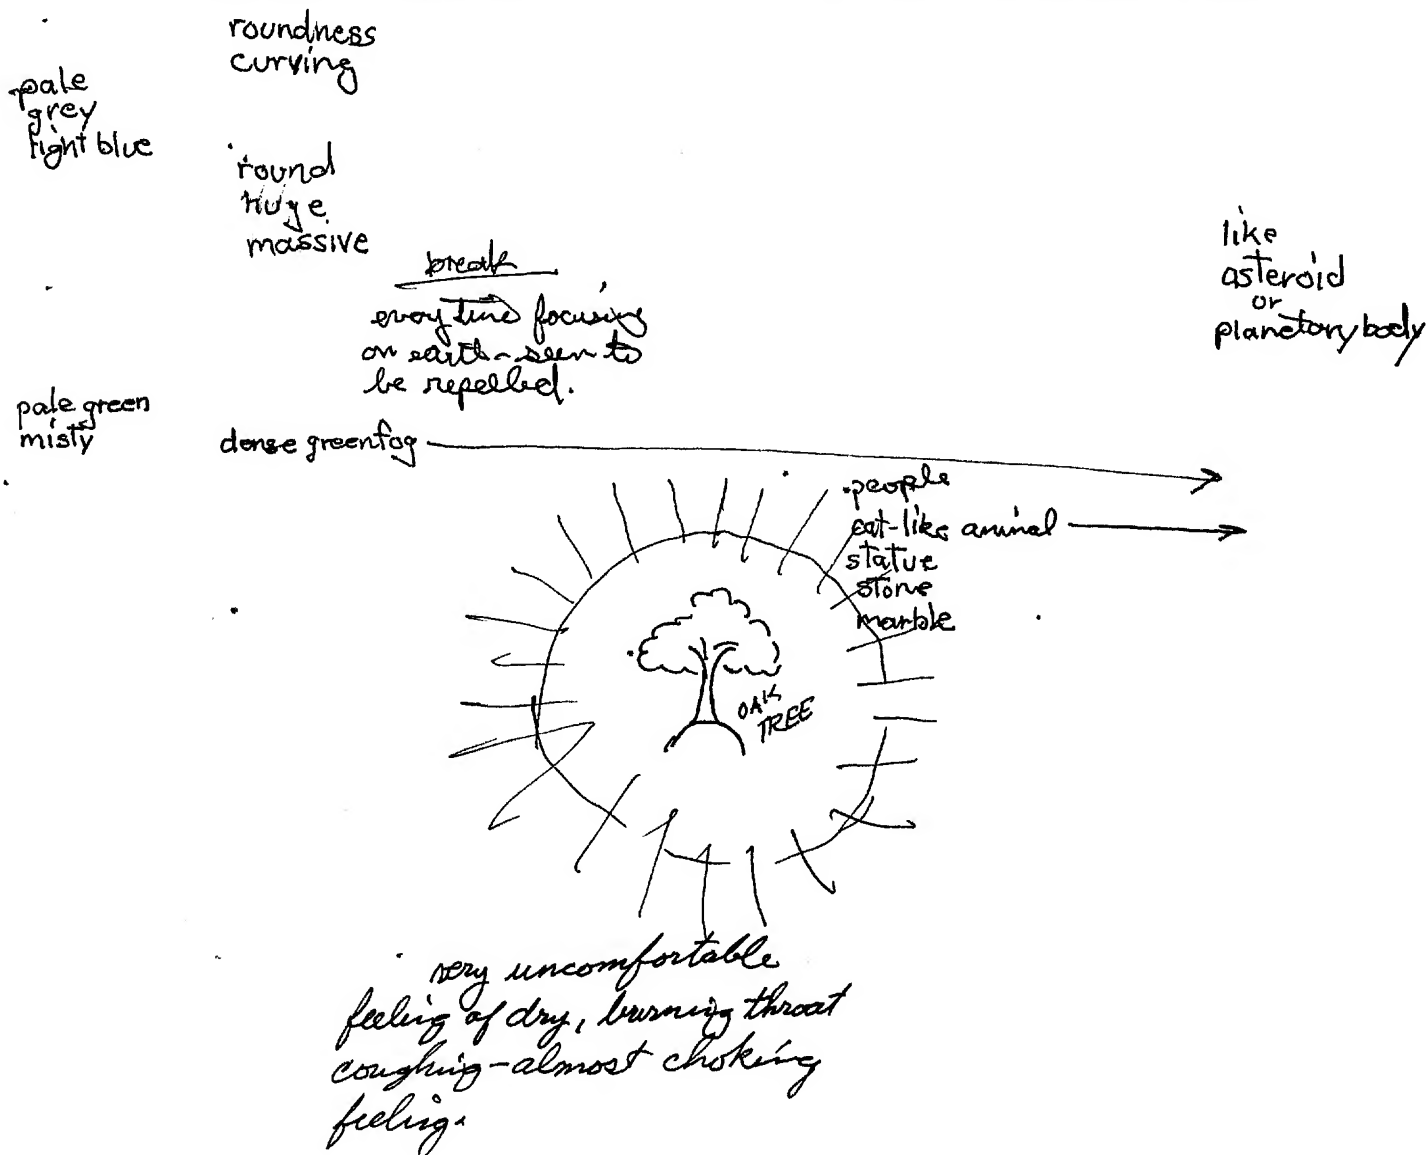 roundness
curving
pale
grey
light blue
round
huge
massive
like
asteroid
or
planetary body
break
every time focusing
on earth - seem to
be repelled.
pale green
misty
dense green fog
people
cat-like animal
statue
stone
marble
OAK
TREE
very uncomfortable
feeling of dry, burning throat
coughing - almost choking
feeling.